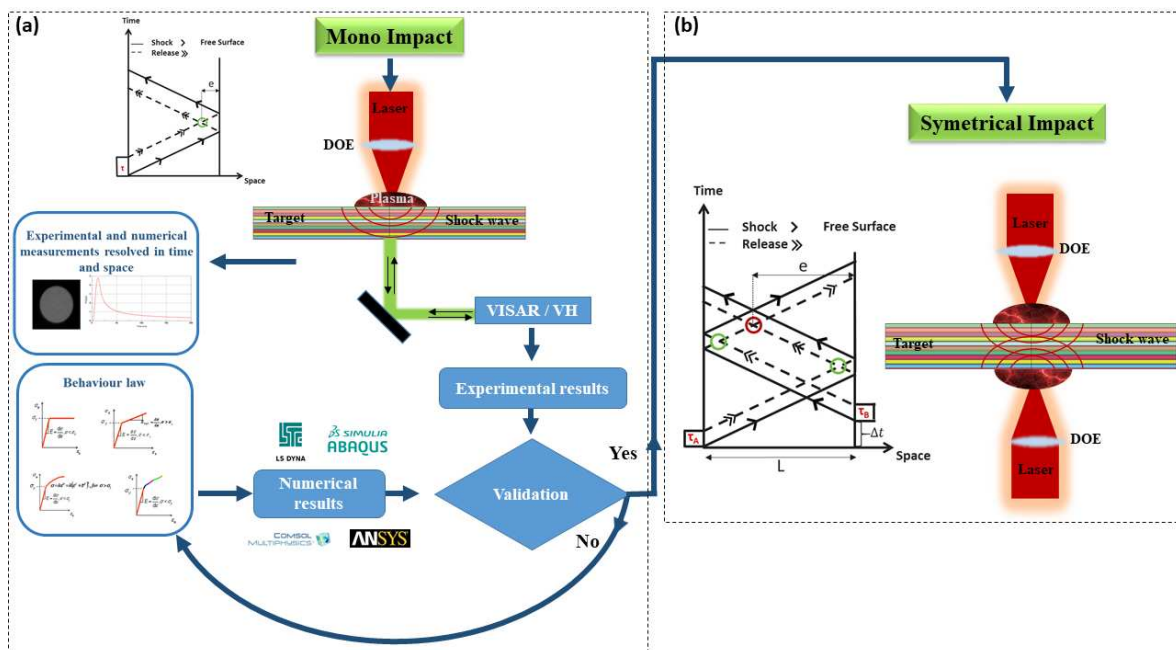 (a)
Time
Shock
Release
Free Surface
e
τ
Space
Mono Impact
Laser
DOE
Plasma
Target
Shock wave
Experimental and numerical
measurements resolved in time
and space
VISAR / VH
Experimental results
Behaviour law
LS DYNA
SIMULIA
ABAQUS
Numerical
results
COMSOL
MULTIPHYSICS
ANSYS
Validation
Yes
No
(b)
Symetrical Impact
Time
Shock
Release
Free Surface
e
τA
τB
Δt
Space
L
Laser
DOE
Target
Shock wave
DOE
Laser